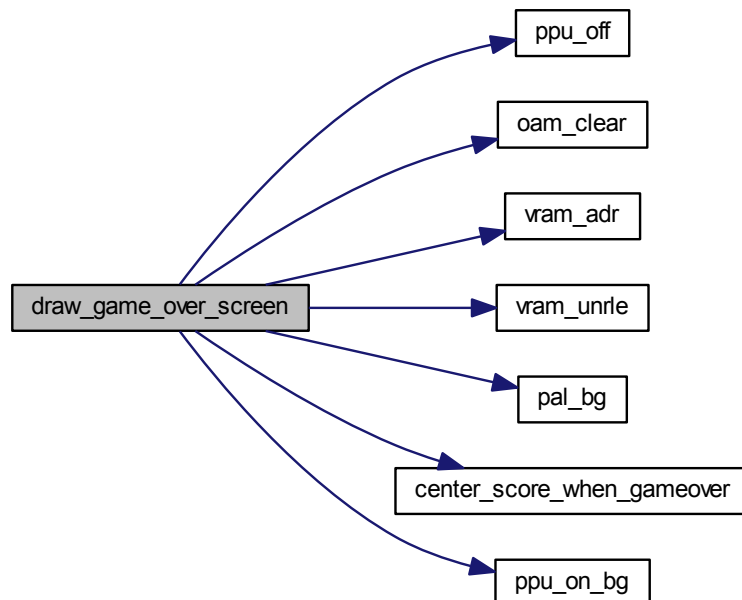 ppu_off
oam_clear
vram_adr
draw_game_over_screen
vram_unrle
pal_bg
center_score_when_gameover
ppu_on_bg